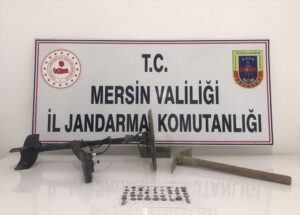 T.C.
MERSİN VALİLİĞİ
İL JANDARMA KOMUTANLIĞI